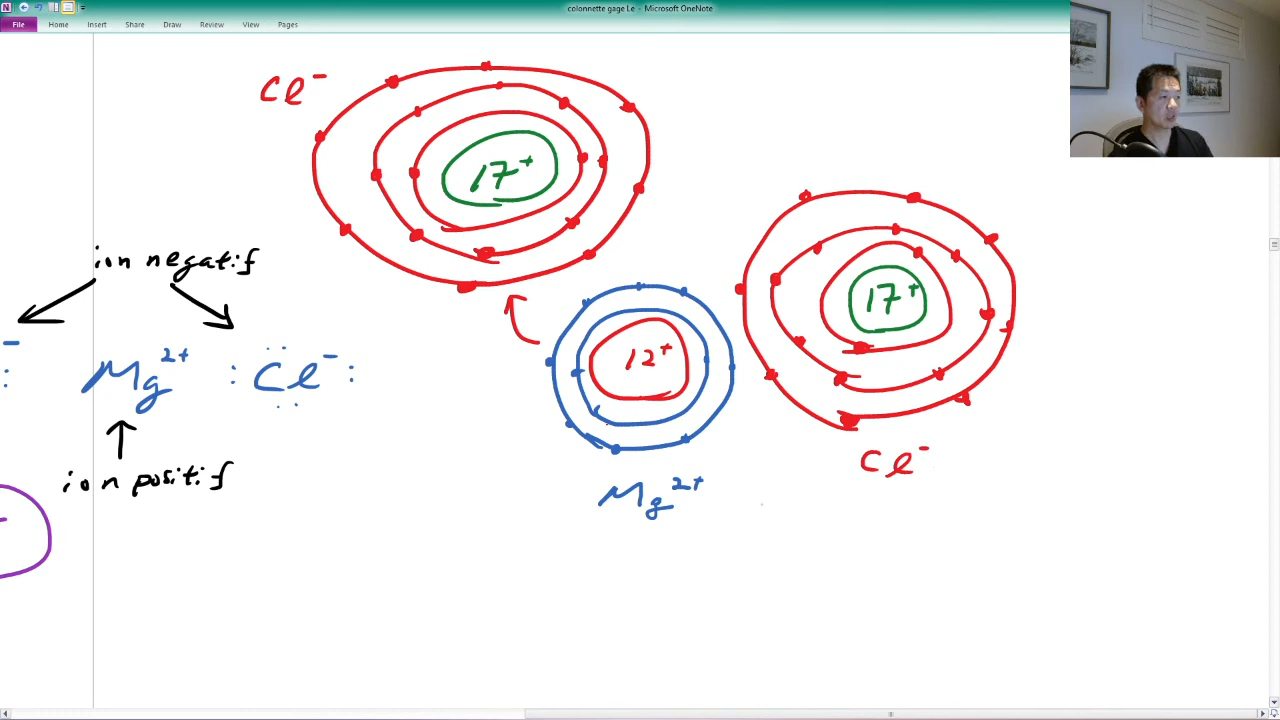 colonnette gage Le - Microsoft OneNote
File Home Insert Share Draw Review View Pages
Cl⁻
17⁺
ion negatif
17⁺
12⁺
Mg²⁺ :Cl⁻:
Cl⁻
ion positif
Mg²⁺